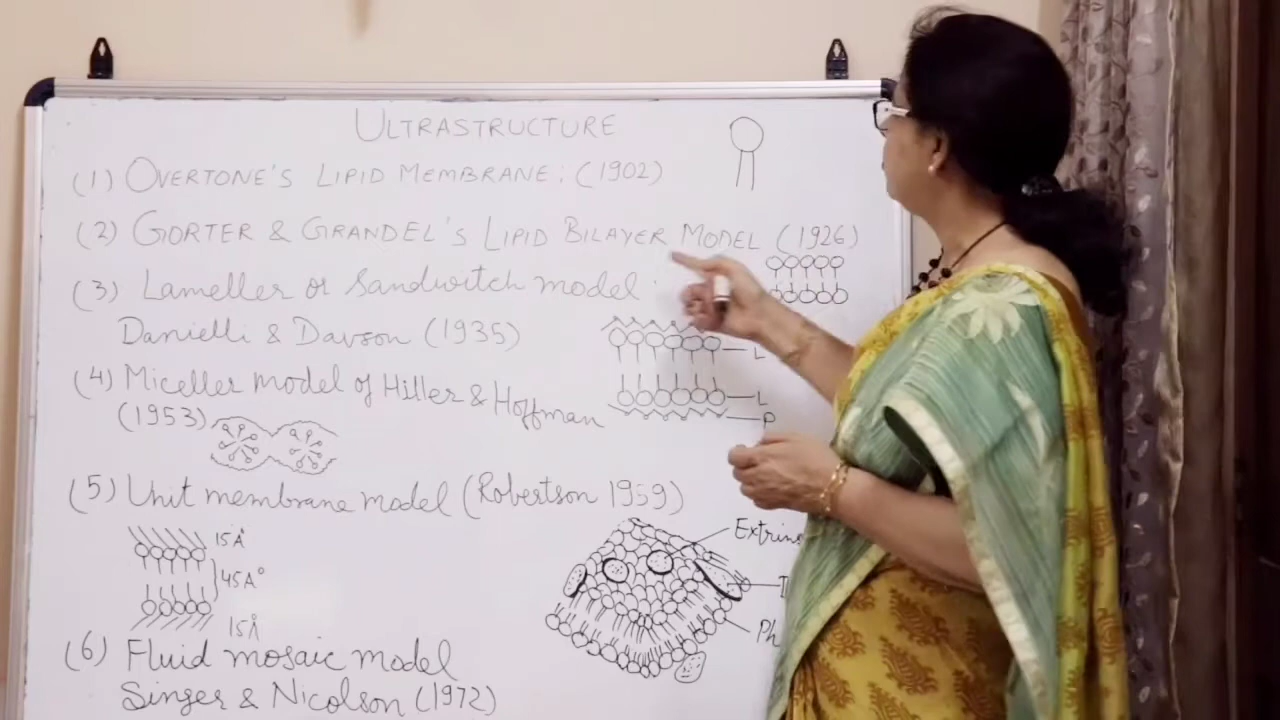 ULTRASTRUCTURE
(1) OVERTONE'S LIPID MEMBRANE: (1902)
(2) GORTER & GRANDEL'S LIPID BILAYER MODEL (1926)
(3) Lameller or Sandwitch model
Danielli & Davson (1935)
L
(4) Miceller model of Hiller & Hoffman
L
(1953)
P
(5) Unit membrane model (Robertson 1959)
15A°
Extrin
45A°
I
15Å
Ph
(6) Fluid mosaic model
Singer & Nicolson (1972)